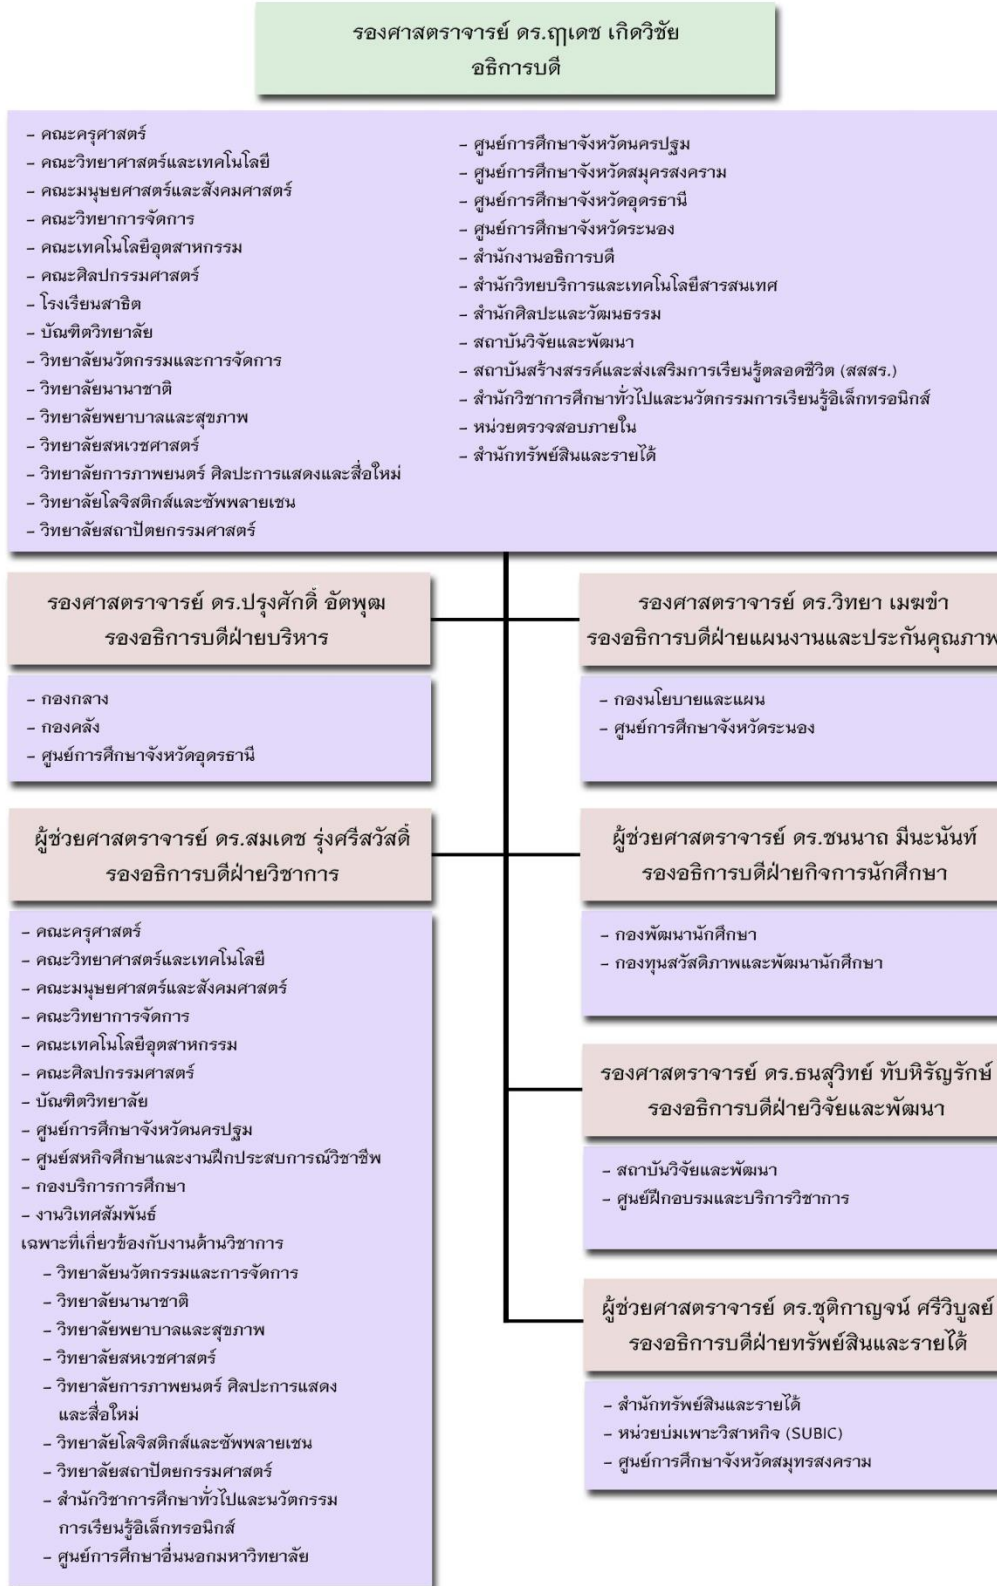 รองศาสตราจารย์ ดร.ฤๅเดช เกิดวิชัย
อธิการบดี
– คณะครุศาสตร์
– คณะวิทยาศาสตร์และเทคโนโลยี
– คณะมนุษยศาสตร์และสังคมศาสตร์
– คณะวิทยาการจัดการ
– คณะเทคโนโลยีอุตสาหกรรม
– คณะศิลปกรรมศาสตร์
– โรงเรียนสาธิต
– บัณฑิตวิทยาลัย
– วิทยาลัยนวัตกรรมและการจัดการ
– วิทยาลัยนานาชาติ
– วิทยาลัยพยาบาลและสุขภาพ
– วิทยาลัยสหเวชศาสตร์
– วิทยาลัยการภาพยนตร์ ศิลปะการแสดงและสื่อใหม่
– วิทยาลัยโลจิสติกส์และซัพพลายเชน
– วิทยาลัยสถาปัตยกรรมศาสตร์
– ศูนย์การศึกษาจังหวัดนครปฐม
– ศูนย์การศึกษาจังหวัดสมุครสงคราม
– ศูนย์การศึกษาจังหวัดอุดรธานี
– ศูนย์การศึกษาจังหวัดระนอง
– สำนักงานอธิการบดี
– สำนักวิทยบริการและเทคโนโลยีสารสนเทศ
– สำนักศิลปะและวัฒนธรรม
– สถาบันวิจัยและพัฒนา
– สถาบันสร้างสรรค์และส่งเสริมการเรียนรู้ตลอดชีวิต (สสสร.)
– สำนักวิชาการศึกษาทั่วไปและนวัตกรรมการเรียนรู้อิเล็กทรอนิกส์
– หน่วยตรวจสอบภายใน
– สำนักทรัพย์สินและรายได้
รองศาสตราจารย์ ดร.ปรุงศักดิ์ อัตพุฒ
รองอธิการบดีฝ่ายบริหาร
– กองกลาง
– กองคลัง
– ศูนย์การศึกษาจังหวัดอุดรธานี
รองศาสตราจารย์ ดร.วิทยา เมฆขำ
รองอธิการบดีฝ่ายแผนงานและประกันคุณภาพ
– กองนโยบายและแผน
– ศูนย์การศึกษาจังหวัดระนอง
ผู้ช่วยศาสตราจารย์ ดร.สมเดช รุ่งศรีสวัสดิ์
รองอธิการบดีฝ่ายวิชาการ
– คณะครุศาสตร์
– คณะวิทยาศาสตร์และเทคโนโลยี
– คณะมนุษยศาสตร์และสังคมศาสตร์
– คณะวิทยาการจัดการ
– คณะเทคโนโลยีอุตสาหกรรม
– คณะศิลปกรรมศาสตร์
– บัณฑิตวิทยาลัย
– ศูนย์การศึกษาจังหวัดนครปฐม
– ศูนย์สหกิจศึกษาและงานฝึกประสบการณ์วิชาชีพ
– กองบริการการศึกษา
– งานวิเทศสัมพันธ์
เฉพาะที่เกี่ยวข้องกับงานด้านวิชาการ
– วิทยาลัยนวัตกรรมและการจัดการ
– วิทยาลัยนานาชาติ
– วิทยาลัยพยาบาลและสุขภาพ
– วิทยาลัยสหเวชศาสตร์
– วิทยาลัยการภาพยนตร์ ศิลปะการแสดง
และสื่อใหม่
– วิทยาลัยโลจิสติกส์และซัพพลายเชน
– วิทยาลัยสถาปัตยกรรมศาสตร์
– สำนักวิชาการศึกษาทั่วไปและนวัตกรรม
การเรียนรู้อิเล็กทรอนิกส์
– ศูนย์การศึกษาอื่นนอกมหาวิทยาลัย
ผู้ช่วยศาสตราจารย์ ดร.ชนนาถ มีนะนันท์
รองอธิการบดีฝ่ายกิจการนักศึกษา
– กองพัฒนานักศึกษา
– กองทุนสวัสดิภาพและพัฒนานักศึกษา
รองศาสตราจารย์ ดร.ธนสุวิทย์ ทับหิรัญรักษ์
รองอธิการบดีฝ่ายวิจัยและพัฒนา
– สถาบันวิจัยและพัฒนา
– ศูนย์ฝึกอบรมและบริการวิชาการ
ผู้ช่วยศาสตราจารย์ ดร.ชุติกาญจน์ ศรีวิบูลย์
รองอธิการบดีฝ่ายทรัพย์สินและรายได้
– สำนักทรัพย์สินและรายได้
– หน่วยบ่มเพาะวิสาหกิจ (SUBIC)
– ศูนย์การศึกษาจังหวัดสมุทรสงคราม